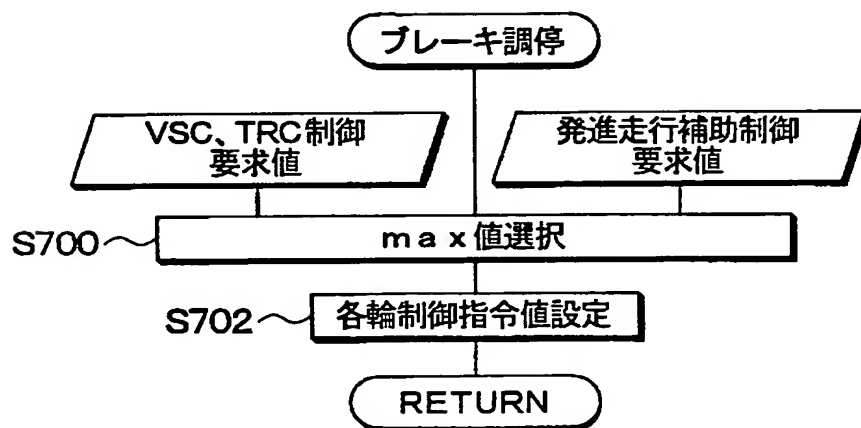 ブレーキ調停
VSC、TRC制御
要求値
発進走行補助制御
要求値
S700
max値選択
S702
各輪制御指令値設定
RETURN